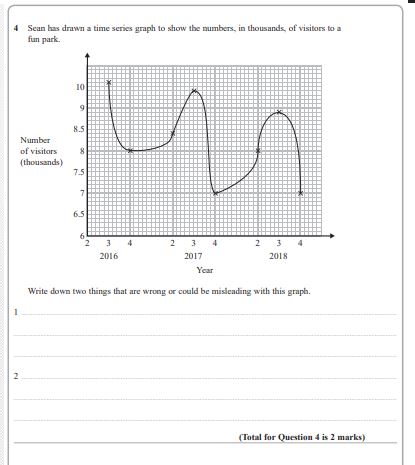 4 Sean has drawn a time series graph to show the numbers, in thousands, of visitors to a
fun park.
10
9
8.5
Number
of visitors
(thousands)
8
7.5
7
6.5
6
2 3 4 2 3 4 2 3 4
2016 2017 2018
Year
Write down two things that are wrong or could be misleading with this graph.
1
2
(Total for Question 4 is 2 marks)